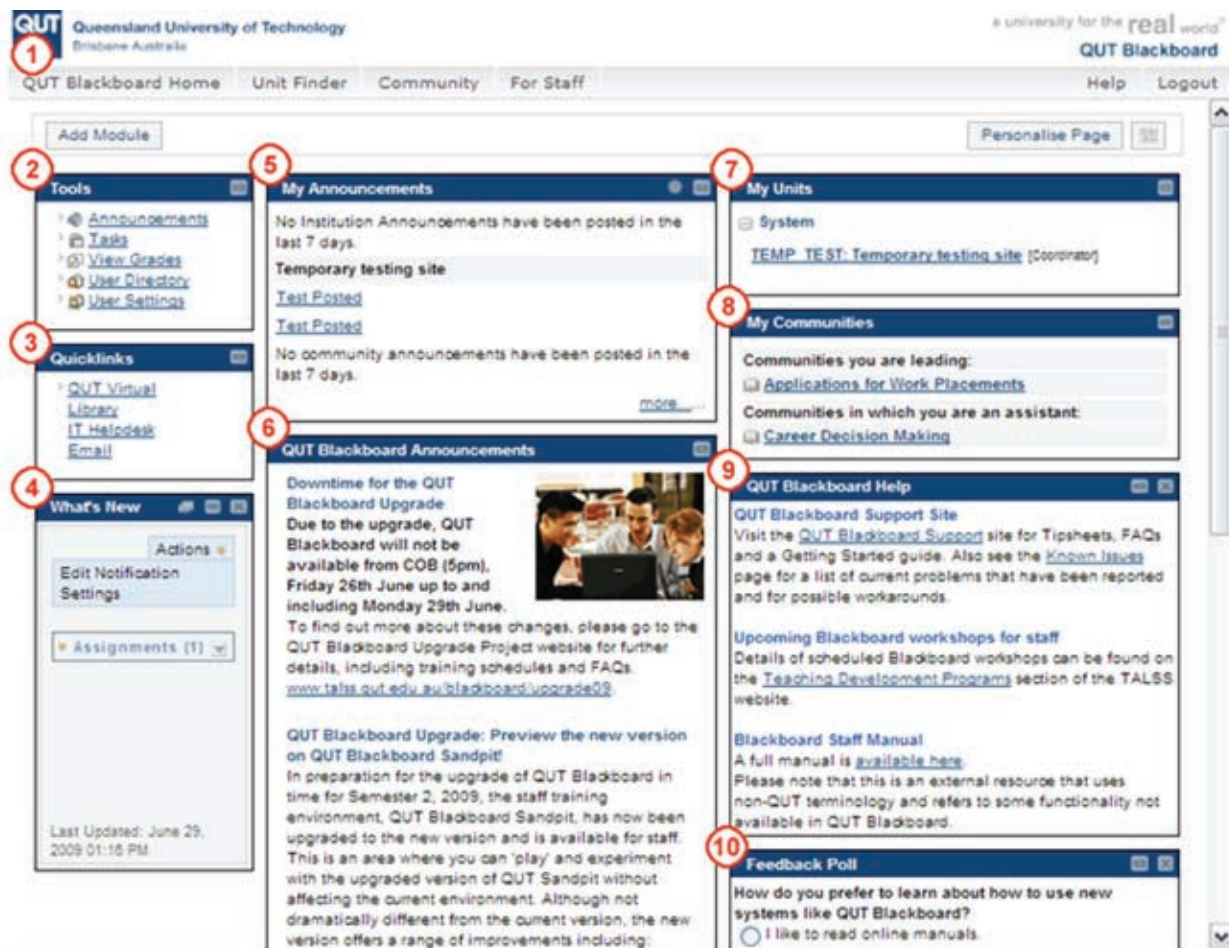 QUT Queensland University of Technology
Brisbane Australia
a university for the real world
QUT Blackboard
1
QUT Blackboard Home Unit Finder Community For Staff Help Logout
Add Module Personalise Page
2
Tools
Announcements
Tasks
View Grades
User Directory
User Settings
3
Quicklinks
QUT Virtual
Library
IT Helpdesk
Email
4
What's New
Actions
Edit Notification
Settings
Assignments (1)
Last Updated: June 29,
2009 01:16 PM
5
My Announcements
No Institution Announcements have been posted in the
last 7 days.
Temporary testing site
Test Posted
Test Posted
No community announcements have been posted in the
last 7 days.
more......
6
QUT Blackboard Announcements
Downtime for the QUT
Blackboard Upgrade
Due to the upgrade, QUT
Blackboard will not be
available from COB (5pm),
Friday 26th June up to and
including Monday 29th June.
To find out more about these changes, please go to the
QUT Blackboard Upgrade Project website for further
details, including training schedules and FAQs.
www.talss.qut.edu.au/blackboard/upgrade09.
QUT Blackboard Upgrade: Preview the new version
on QUT Blackboard Sandpit!
In preparation for the upgrade of QUT Blackboard in
time for Semester 2, 2009, the staff training
environment, QUT Blackboard Sandpit, has now been
upgraded to the new version and is available for staff.
This is an area where you can 'play' and experiment
with the upgraded version of QUT Sandpit without
affecting the current environment. Although not
dramatically different from the current version, the new
version offers a range of improvements including:
7
My Units
System
TEMP_TEST: Temporary testing site [Coordinator]
8
My Communities
Communities you are leading:
Applications for Work Placements
Communities in which you are an assistant:
Career Decision Making
9
QUT Blackboard Help
QUT Blackboard Support Site
Visit the QUT Blackboard Support site for Tipsheets, FAQs
and a Getting Started guide. Also see the Known Issues
page for a list of current problems that have been reported
and for possible workarounds.
Upcoming Blackboard workshops for staff
Details of scheduled Blackboard workshops can be found on
the Teaching Development Programs section of the TALSS
website.
Blackboard Staff Manual
A full manual is available here.
Please note that this is an external resource that uses
non-QUT terminology and refers to some functionality not
available in QUT Blackboard.
10
Feedback Poll
How do you prefer to learn about how to use new
systems like QUT Blackboard?
I like to read online manuals.